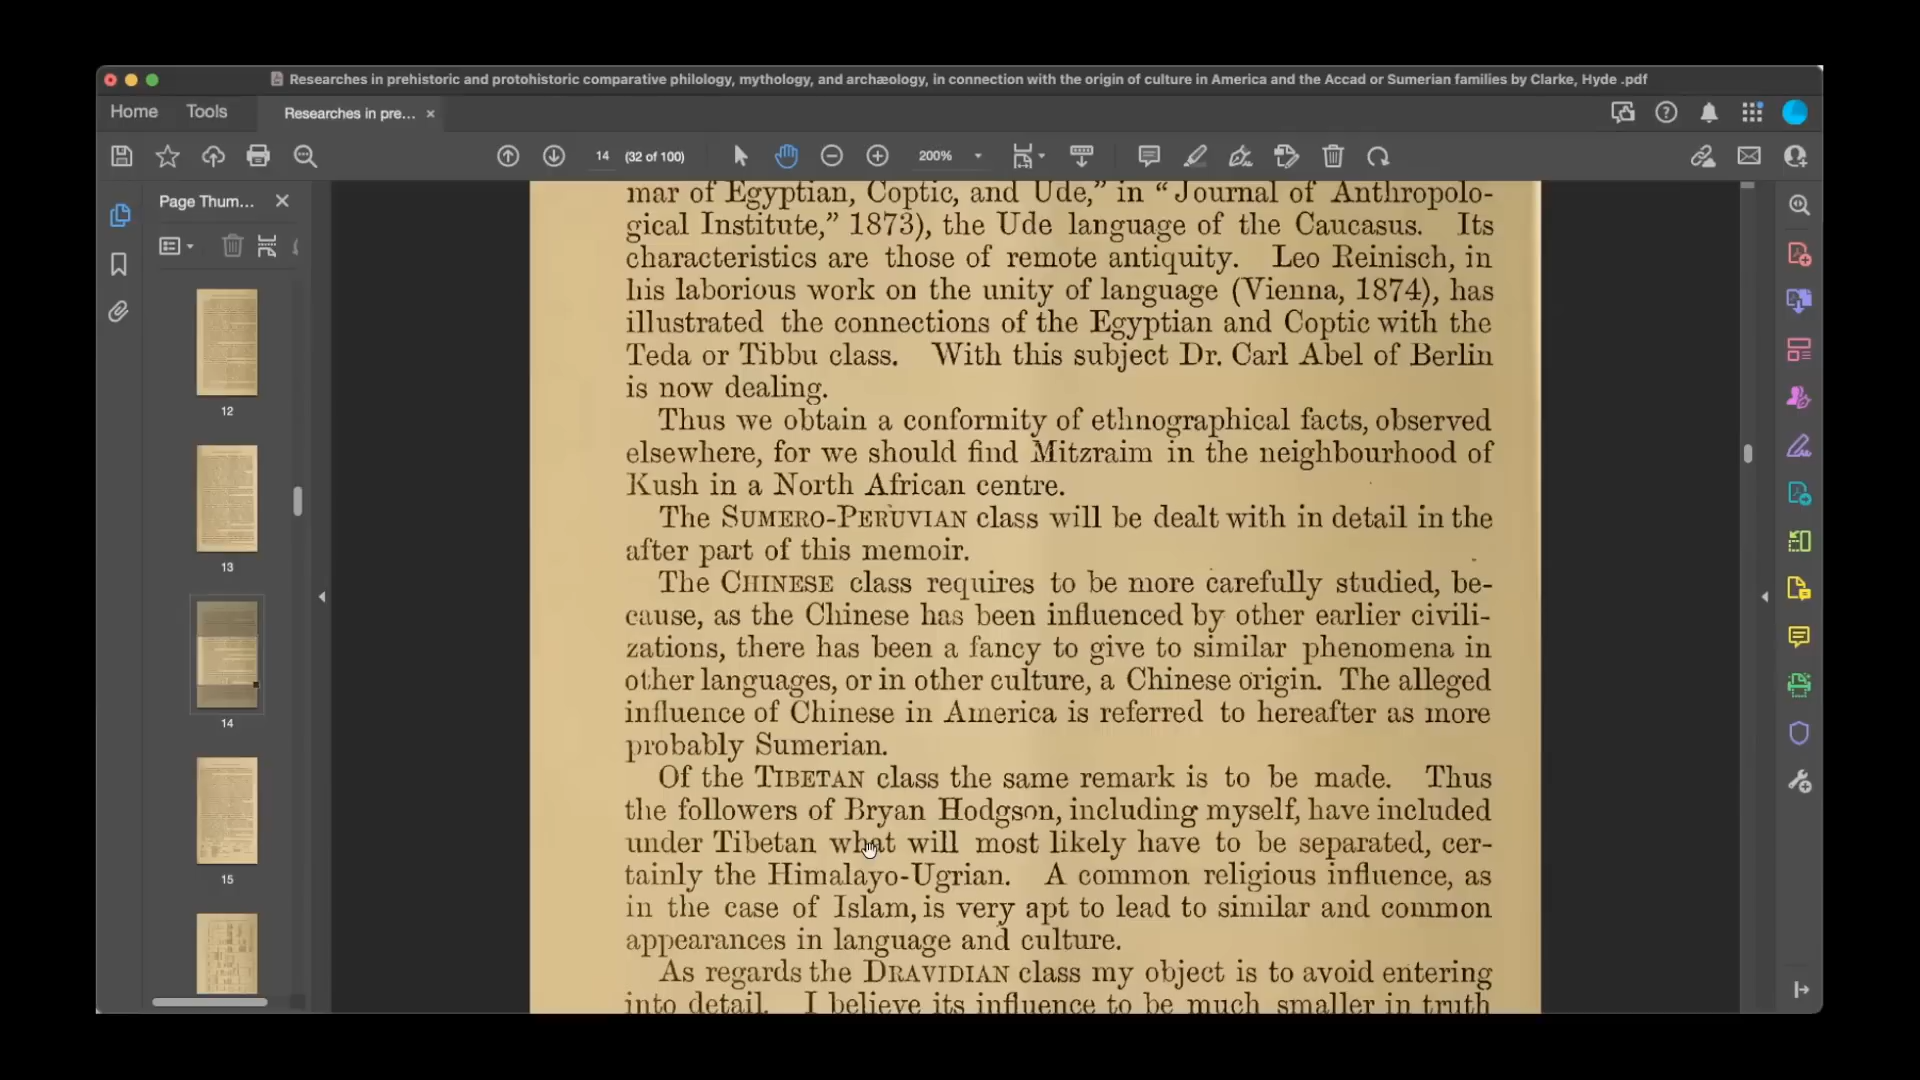 Researches in prehistoric and protohistoric comparative philology, mythology, and archæology, in connection with the origin of culture in America and the Accad or Sumerian families by Clarke, Hyde .pdf
Home Tools Researches in pre... ×
14 (32 of 100) 200%
Page Thum...
12
13
14
15
mar of Egyptian, Coptic, and Ude,” in “Journal of Anthropolo-
gical Institute,” 1873), the Ude language of the Caucasus. Its
characteristics are those of remote antiquity. Leo Reinisch, in
his laborious work on the unity of language (Vienna, 1874), has
illustrated the connections of the Egyptian and Coptic with the
Teda or Tibbu class. With this subject Dr. Carl Abel of Berlin
is now dealing.
Thus we obtain a conformity of ethnographical facts, observed
elsewhere, for we should find Mitzraim in the neighbourhood of
Kush in a North African centre.
The SUMERO-PERUVIAN class will be dealt with in detail in the
after part of this memoir.
The CHINESE class requires to be more carefully studied, be-
cause, as the Chinese has been influenced by other earlier civili-
zations, there has been a fancy to give to similar phenomena in
other languages, or in other culture, a Chinese origin. The alleged
influence of Chinese in America is referred to hereafter as more
probably Sumerian.
Of the TIBETAN class the same remark is to be made. Thus
the followers of Bryan Hodgson, including myself, have included
under Tibetan what will most likely have to be separated, cer-
tainly the Himalayo-Ugrian. A common religious influence, as
in the case of Islam, is very apt to lead to similar and common
appearances in language and culture.
As regards the DRAVIDIAN class my object is to avoid entering
into detail. I believe its influence to be much smaller in truth